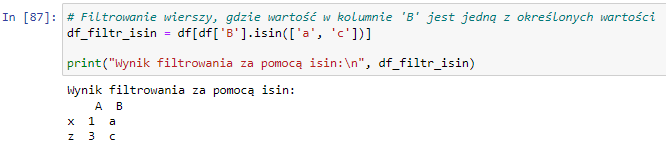 In [87]: # Filtrowanie wierszy, gdzie wartość w kolumnie 'B' jest jedną z określonych wartości
df_filtr_isin = df[df['B'].isin(['a', 'c'])]
print("Wynik filtrowania za pomocą isin:\n", df_filtr_isin)
Wynik filtrowania za pomocą isin:
    A  B
x  1  a
z  3  c